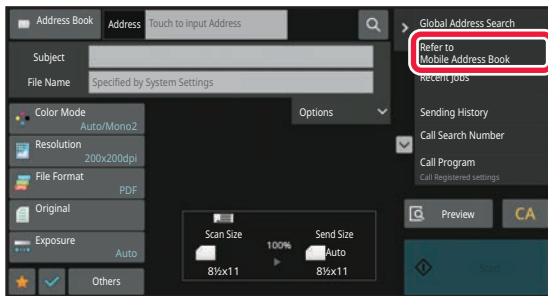 Address Book
Address
Touch to input Address
Global Address Search
Refer to
Mobile Address Book
Recent Jobs
Subject
File Name
Specified by System Settings
Color Mode
Auto/Mono2
Options
Sending History
Resolution
200x200dpi
Call Search Number
File Format
PDF
Call Program
Call Registered settings
Original
Preview
CA
Scan Size
100%
Send Size
Auto
8½x11
8½x11
Exposure
Auto
Others
Start